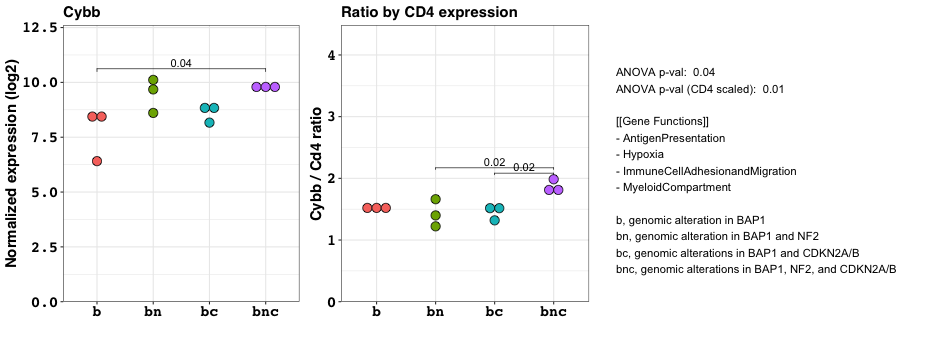 Cybb
Normalized expression (log2)
12.5
10.0
7.5
5.0
2.5
0.0
0.04
b
bn
bc
bnc
Ratio by CD4 expression
Cybb / Cd4 ratio
4
3
2
1
0
0.02
0.02
b
bn
bc
bnc
ANOVA p-val:  0.04
ANOVA p-val (CD4 scaled):  0.01
[[Gene Functions]]
- AntigenPresentation
- Hypoxia
- ImmuneCellAdhesionandMigration
- MyeloidCompartment
b, genomic alteration in BAP1
bn, genomic alteration in BAP1 and NF2
bc, genomic alterations in BAP1 and CDKN2A/B
bnc, genomic alterations in BAP1, NF2, and CDKN2A/B